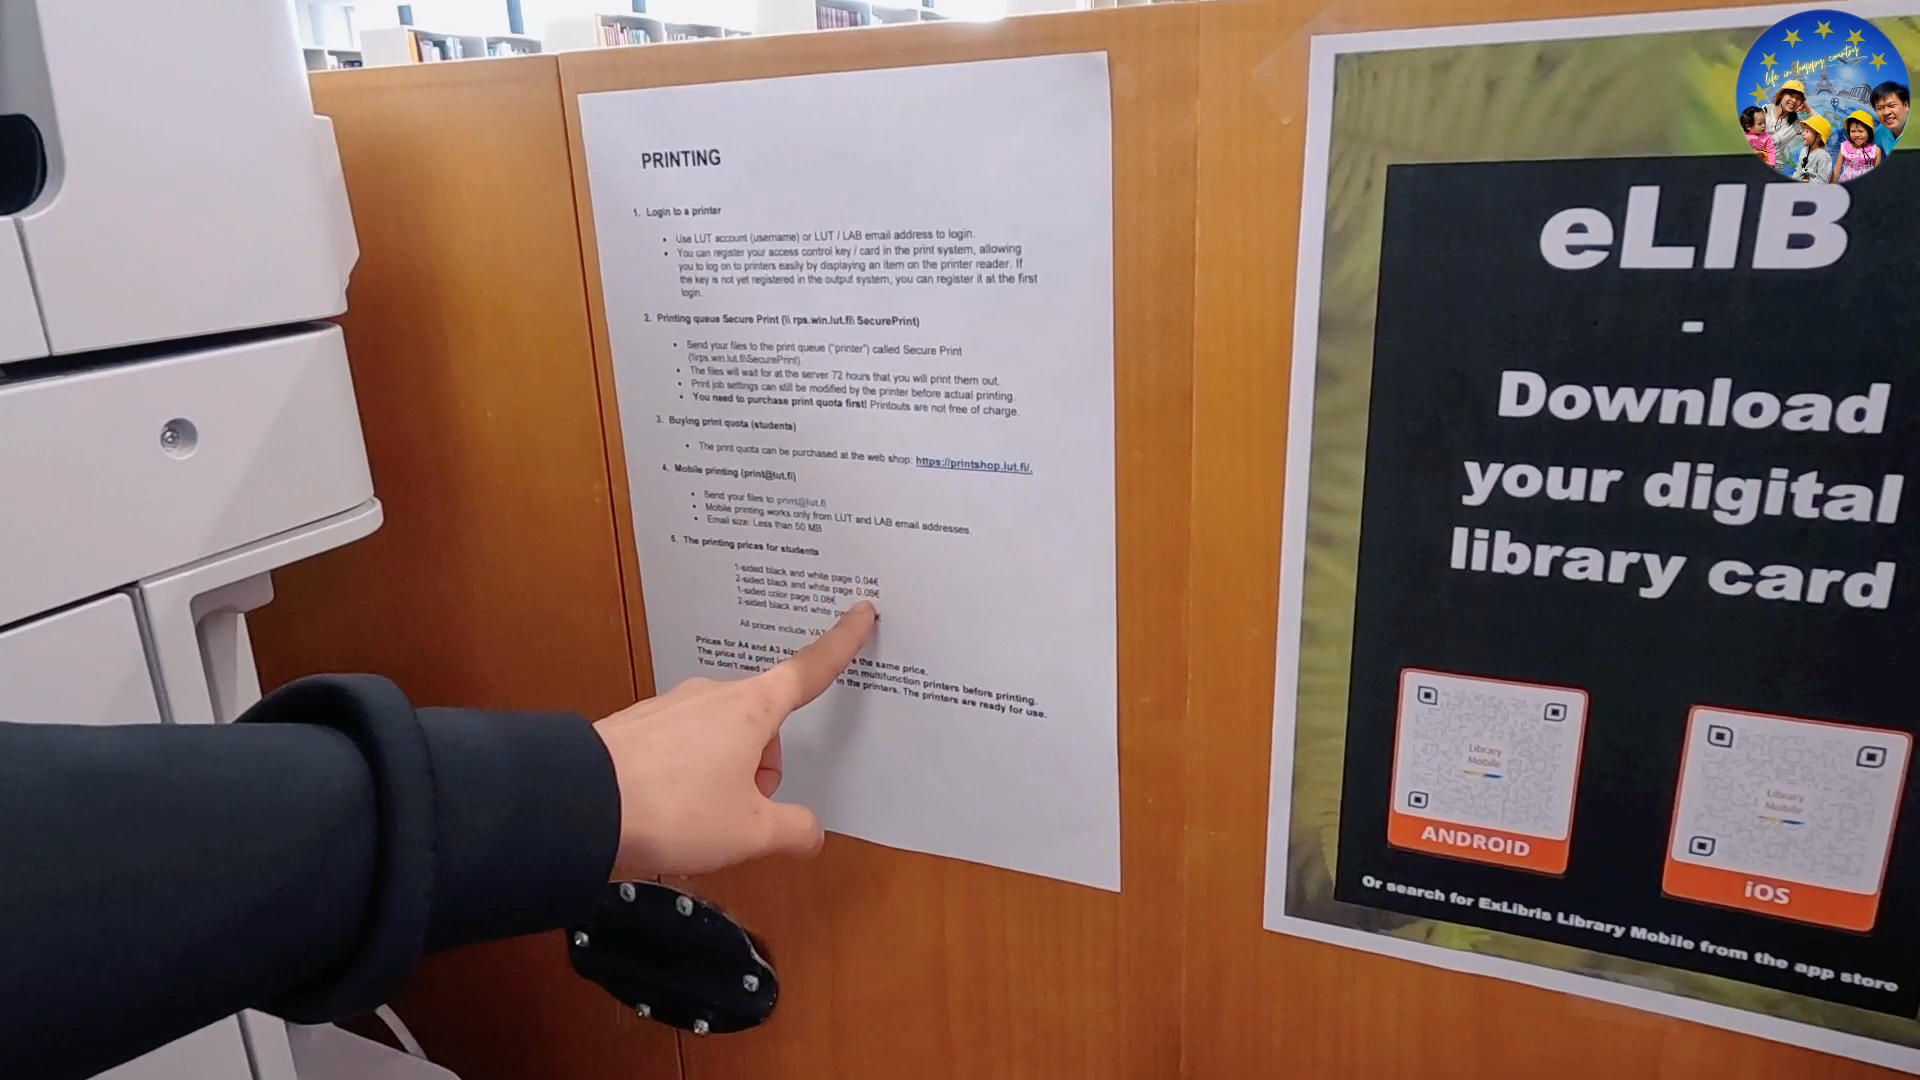 life in happy country
PRINTING
1. Login to a printer
• Use LUT account (username) or LUT / LAB email address to login.
• You can register your access control key / card in the print system, allowing
you to log on to printers easily by displaying an item on the printer reader. If
the key is not yet registered in the output system, you can register it at the first
login.
2. Printing queue Secure Print (\\ rps.win.lut.fi\ SecurePrint)
• Send your files to the print queue ("printer") called Secure Print
(\\rps.win.lut.fi\SecurePrint).
• The files will wait for at the server 72 hours that you will print them out.
• Print job settings can still be modified by the printer before actual printing.
• You need to purchase print quota first! Printouts are not free of charge.
3. Buying print quota (students)
• The print quota can be purchased at the web shop: https://printshop.lut.fi/.
4. Mobile printing (print@lut.fi)
• Send your files to print@lut.fi
• Mobile printing works only from LUT and LAB email addresses.
• Email size: Less than 50 MB
5. The printing prices for students
1-sided black and white page 0.04€
2-sided black and white page 0.08€
1-sided color page 0.08€
2-sided black and white €
All prices include VAT
Prices for A4 and A3 the same price.
The price of a print on multifunction printers before printing.
You don't need in the printers. The printers are ready for use.
eLIB
-
Download
your digital
library card
Library
Mobile
ANDROID
Library
Mobile
iOS
Or search for ExLibris Library Mobile from the app store